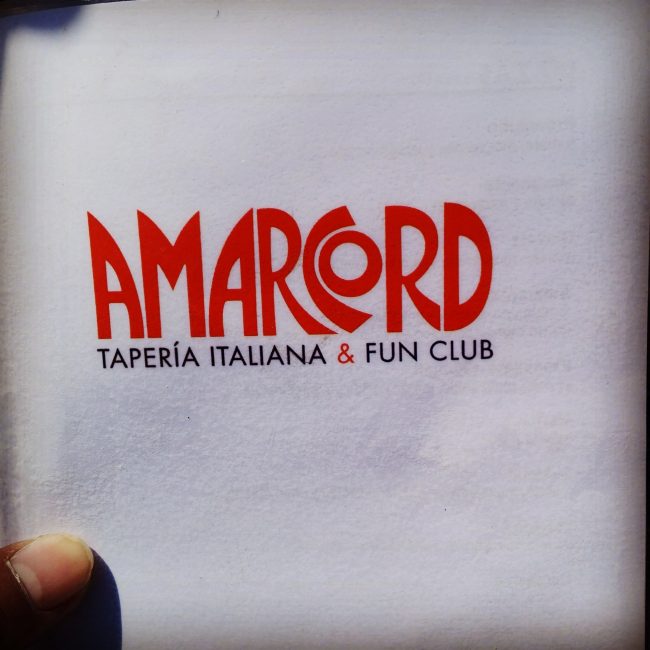 AMARCORD
TAPERÍA ITALIANA & FUN CLUB